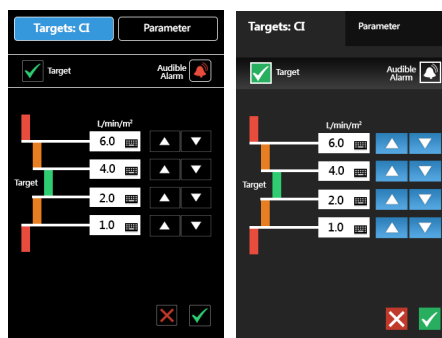 Targets: CI
Parameter
Target
Audible
Alarm
L/min/m²
6.0
4.0
Target
2.0
1.0
Targets: CI
Parameter
Target
Audible
Alarm
L/min/m²
6.0
4.0
Target
2.0
1.0